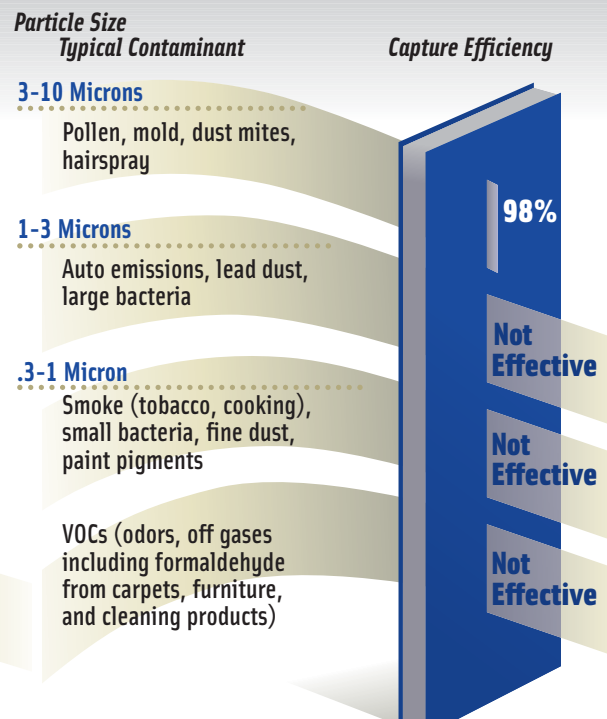 Particle Size
Typical Contaminant
Capture Efficiency
3-10 Microns
Pollen, mold, dust mites,
hairspray
98%
1-3 Microns
Auto emissions, lead dust,
large bacteria
Not
Effective
.3-1 Micron
Smoke (tobacco, cooking),
small bacteria, fine dust,
paint pigments
Not
Effective
VOCs (odors, off gases
including formaldehyde
from carpets, furniture,
and cleaning products)
Not
Effective